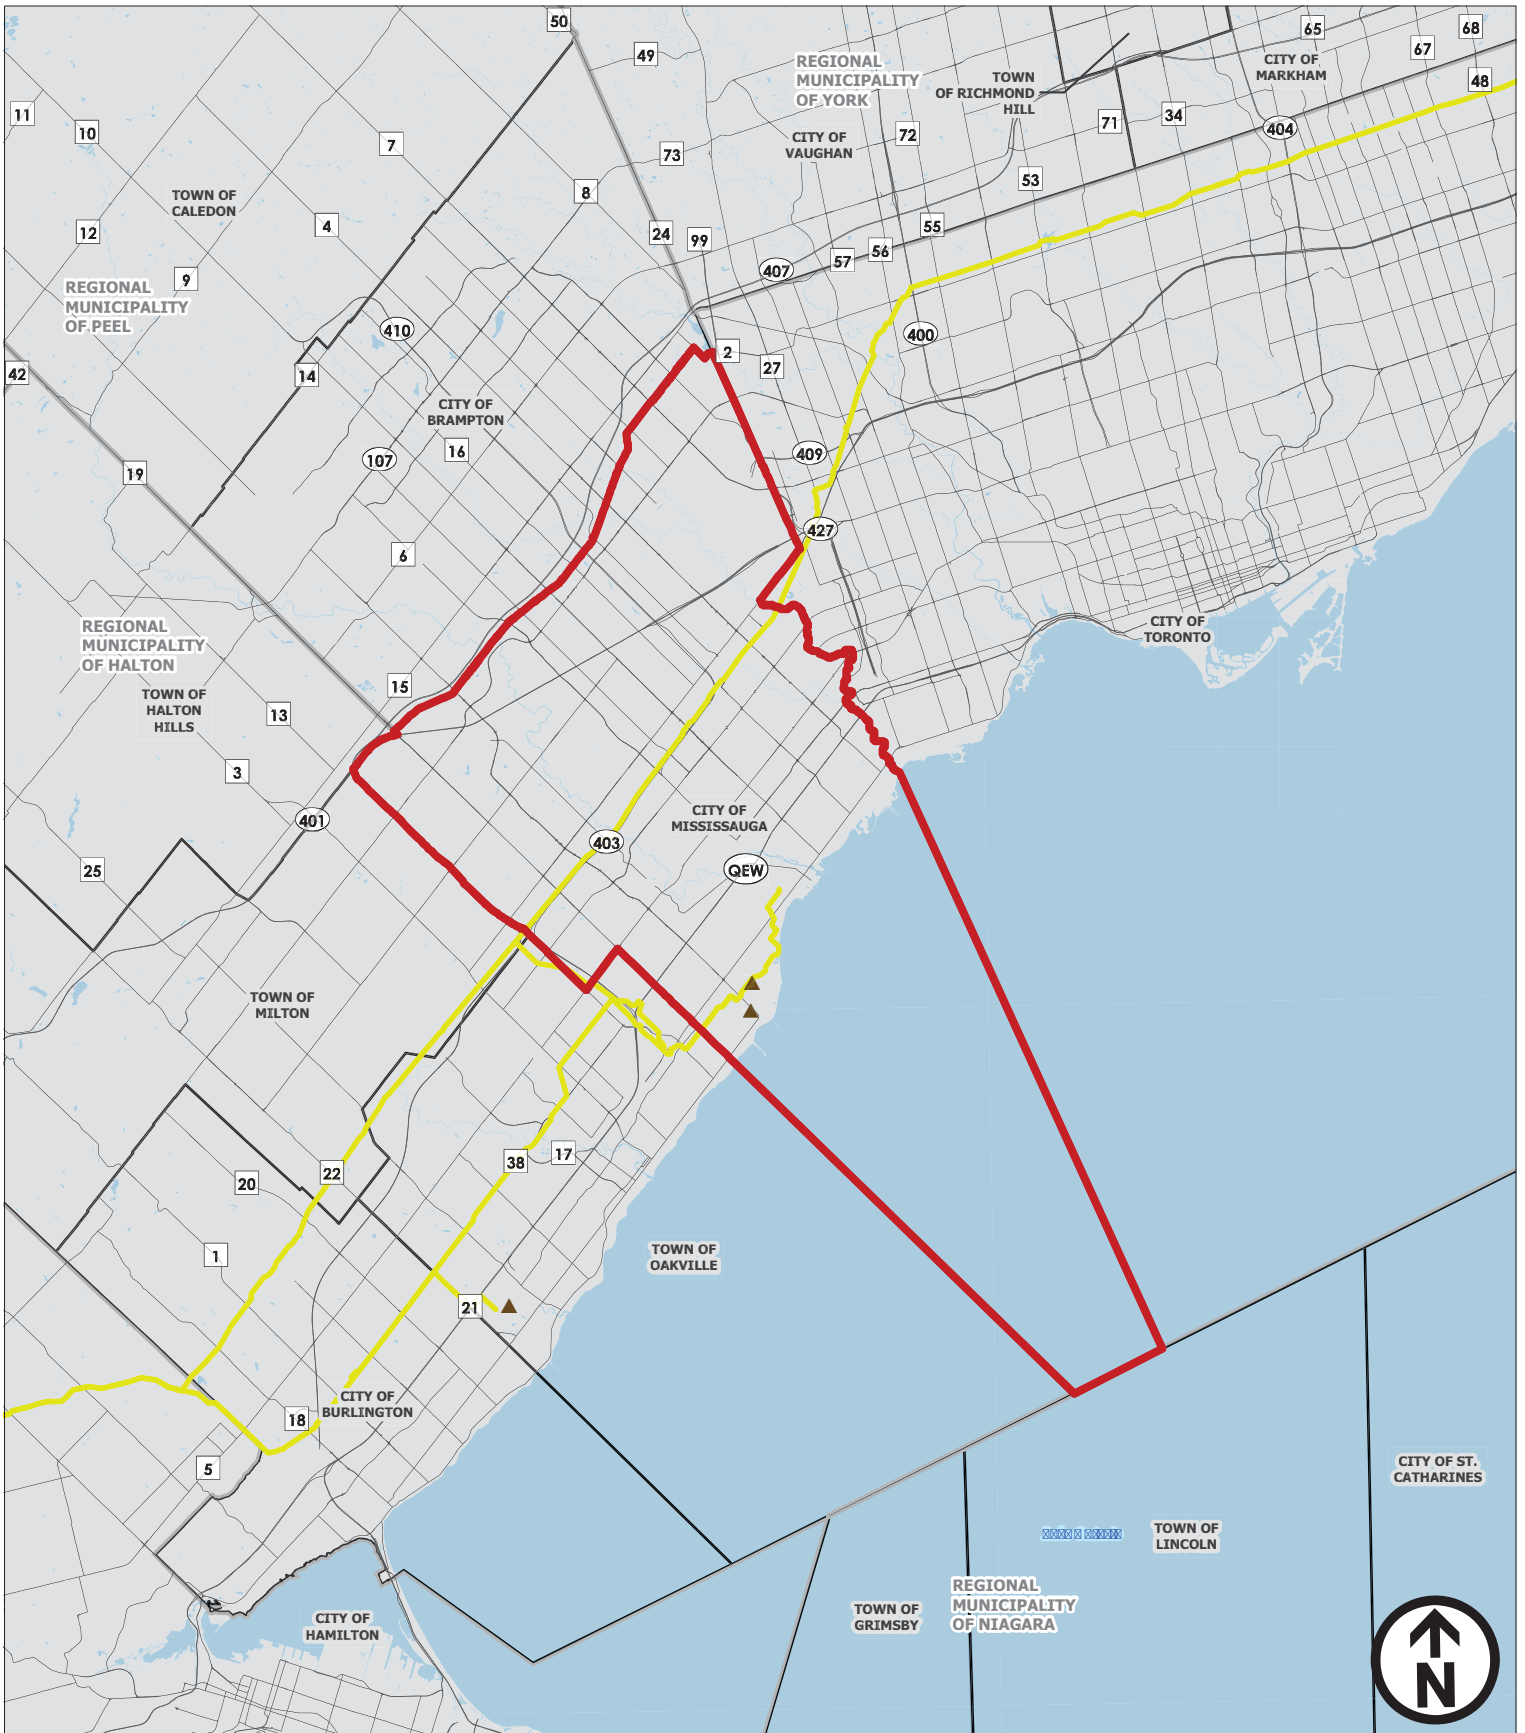 50
49
65
68
67
REGIONAL
MUNICIPALITY
OF YORK
TOWN
OF RICHMOND
HILL
CITY OF
MARKHAM
48
11
10
7
73
CITY OF
VAUGHAN
72
71
34
404
53
8
TOWN OF
CALEDON
4
12
24
99
55
56
57
407
9
REGIONAL
MUNICIPALITY
OF PEEL
410
400
2
27
42
14
CITY OF
BRAMPTON
16
107
409
19
427
6
REGIONAL
MUNICIPALITY
OF HALTON
CITY OF
TORONTO
15
TOWN OF
HALTON
HILLS
13
3
401
CITY OF
MISSISSAUGA
403
QEW
25
TOWN OF
MILTON
38
17
22
20
1
TOWN OF
OAKVILLE
21
CITY OF
BURLINGTON
18
5
CITY OF ST.
CATHARINES
TOWN OF
LINCOLN
REGIONAL
MUNICIPALITY
OF NIAGARA
TOWN OF
GRIMSBY
CITY OF
HAMILTON
N